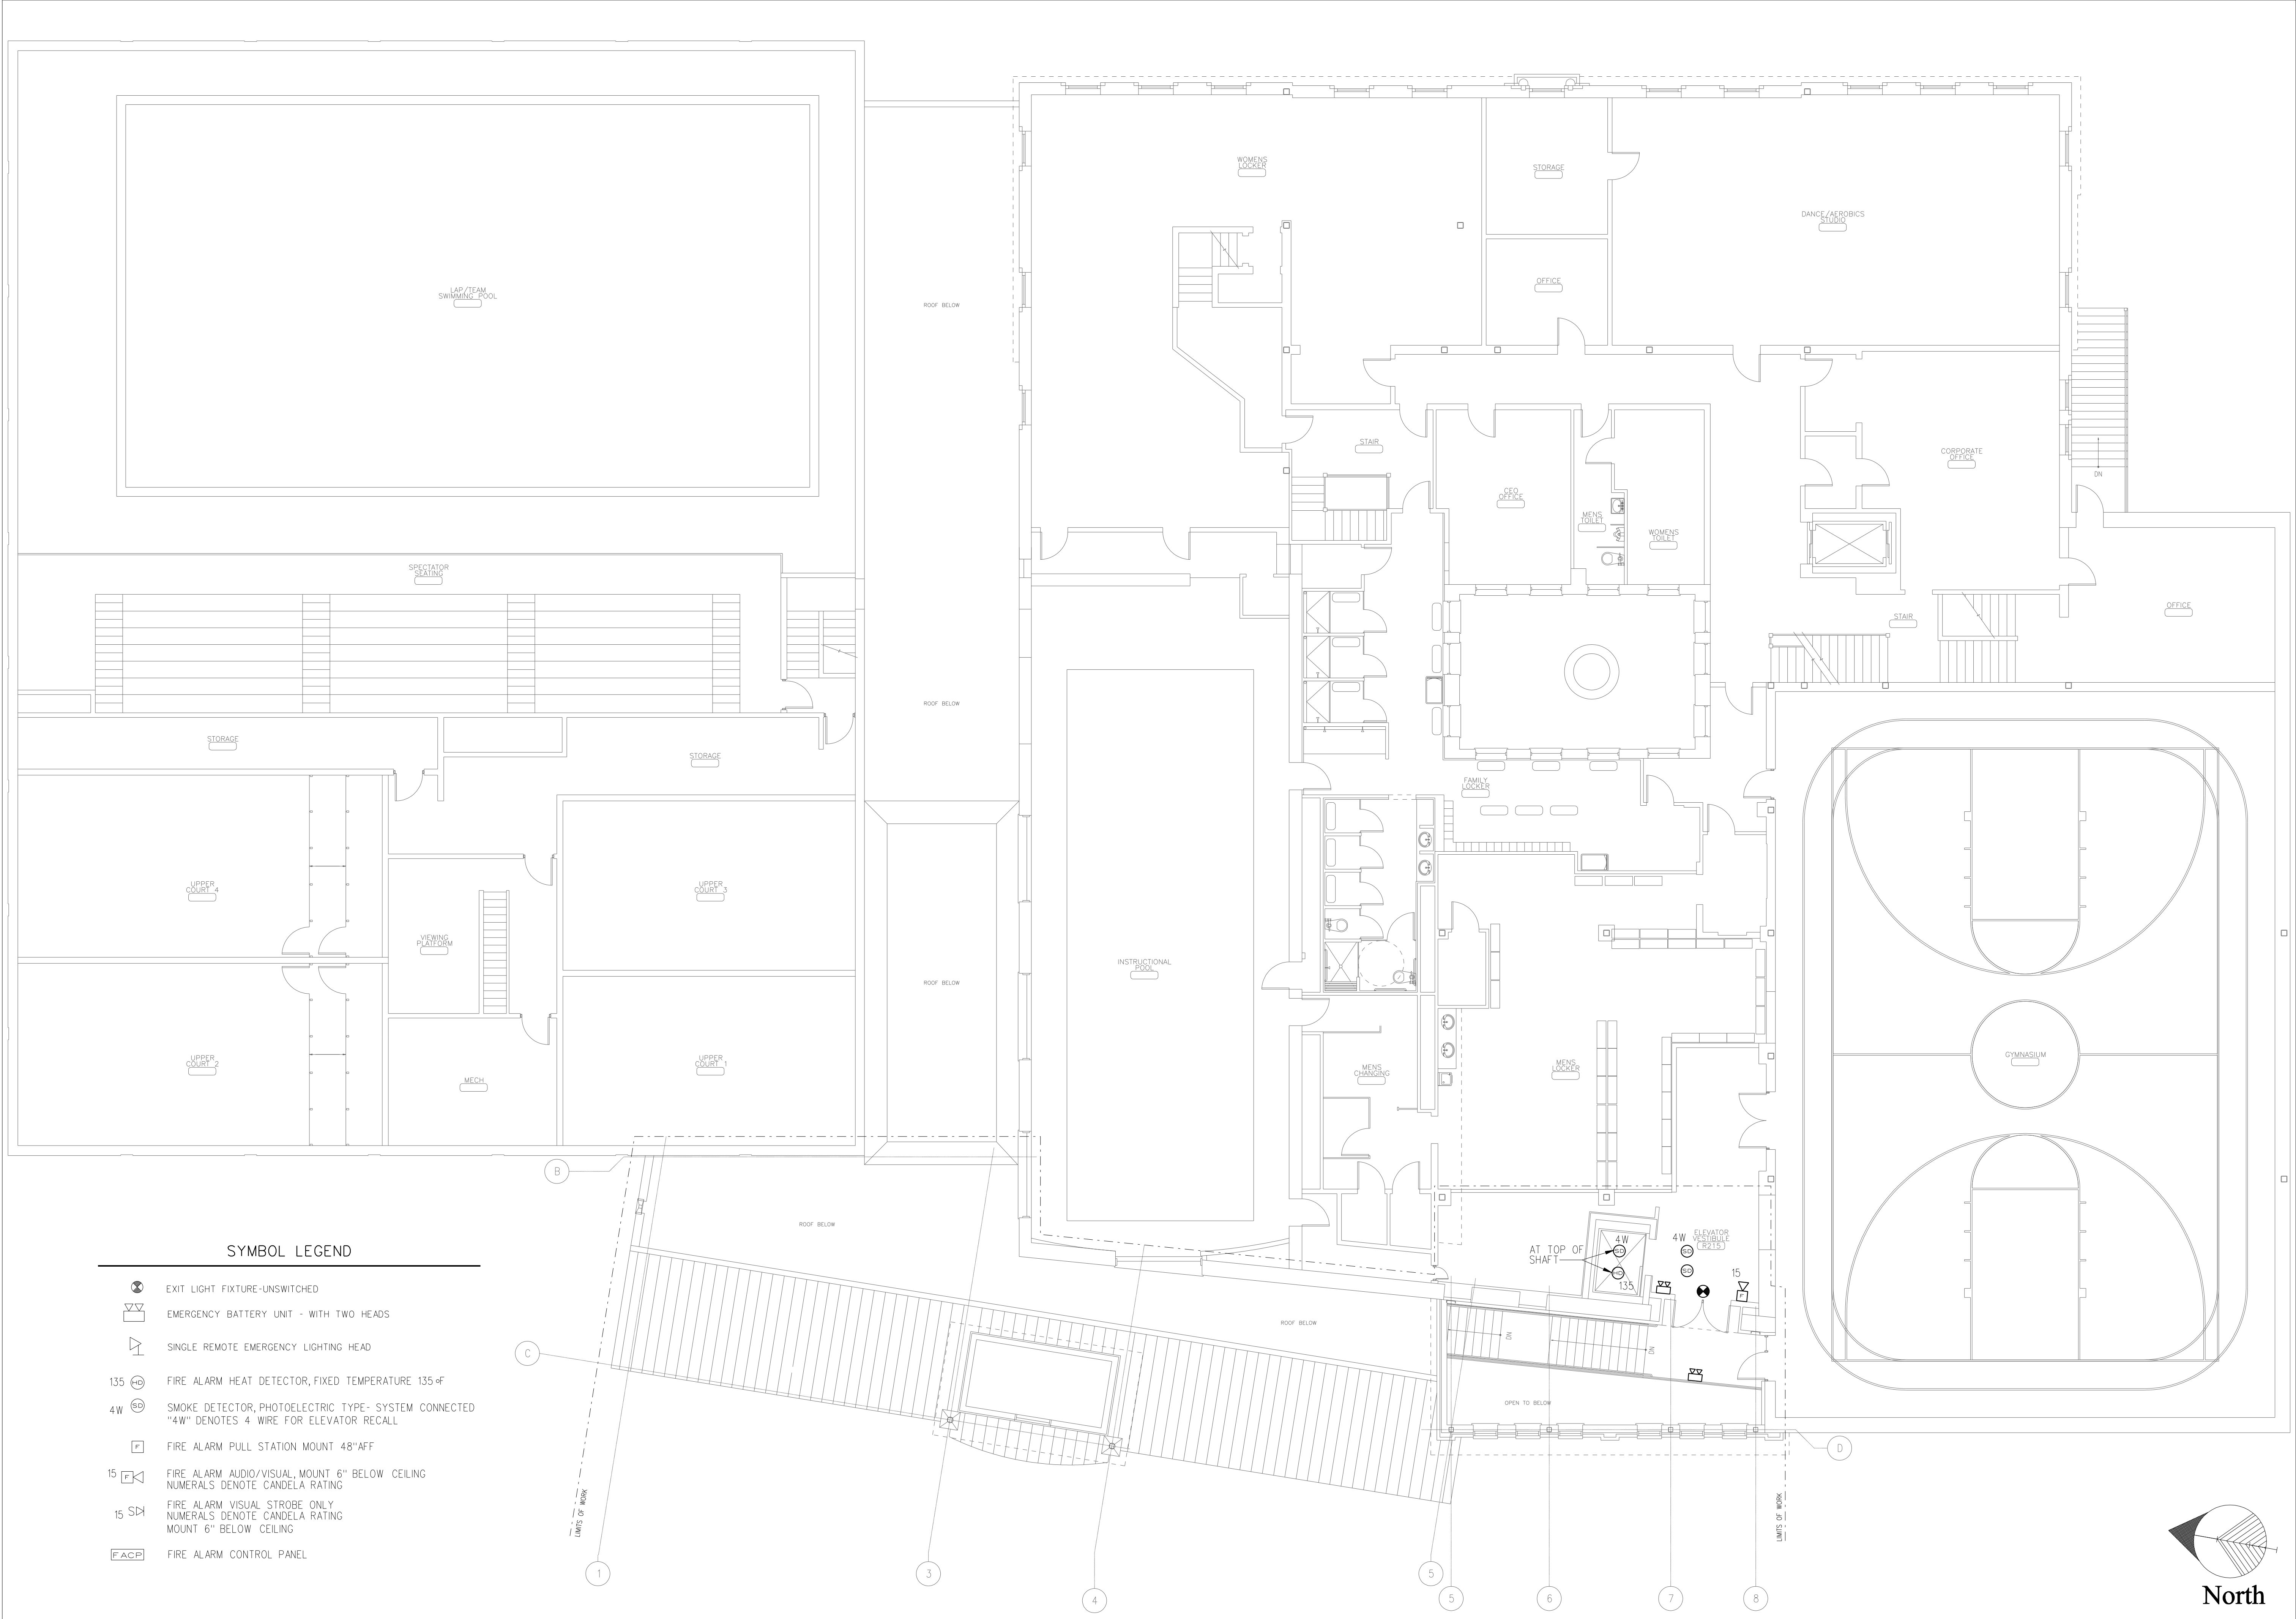 WOMENS
LOCKER
STORAGE
DANCE/AEROBICS
STUDIO
LAP/TEAM
SWIMMING POOL
OFFICE
ROOF BELOW
STAIR
CORPORATE
OFFICE
DN
CEO
OFFICE
MENS
TOILET
WOMENS
TOILET
SPECTATOR
SEATING
OFFICE
STAIR
ROOF BELOW
STORAGE
STORAGE
FAMILY
LOCKER
UPPER
COURT 4
UPPER
COURT 3
VIEWING
PLATFORM
INSTRUCTIONAL
POOL
ROOF BELOW
UPPER
COURT 2
UPPER
COURT 1
MECH
MENS
CHANGING
MENS
LOCKER
GYMNASIUM
B
ROOF BELOW
ELEVATOR
VESTIBULE
R215
4W
SD
4W
SD
SD
AT TOP OF
SHAFT
HD
135
15
F
ROOF BELOW
DN
DN
C
OPEN TO BELOW
D
LIMITS OF WORK
LIMITS OF WORK
1
3
4
5
5
6
7
8
SYMBOL LEGEND
EXIT LIGHT FIXTURE-UNSWITCHED
EMERGENCY BATTERY UNIT - WITH TWO HEADS
SINGLE REMOTE EMERGENCY LIGHTING HEAD
135 HD FIRE ALARM HEAT DETECTOR, FIXED TEMPERATURE 135 °F
4W SD SMOKE DETECTOR, PHOTOELECTRIC TYPE- SYSTEM CONNECTED
"4W" DENOTES 4 WIRE FOR ELEVATOR RECALL
F FIRE ALARM PULL STATION MOUNT 48"AFF
15 F FIRE ALARM AUDIO/VISUAL, MOUNT 6" BELOW CEILING
NUMERALS DENOTE CANDELA RATING
15 S FIRE ALARM VISUAL STROBE ONLY
NUMERALS DENOTE CANDELA RATING
MOUNT 6" BELOW CEILING
FACP FIRE ALARM CONTROL PANEL
North